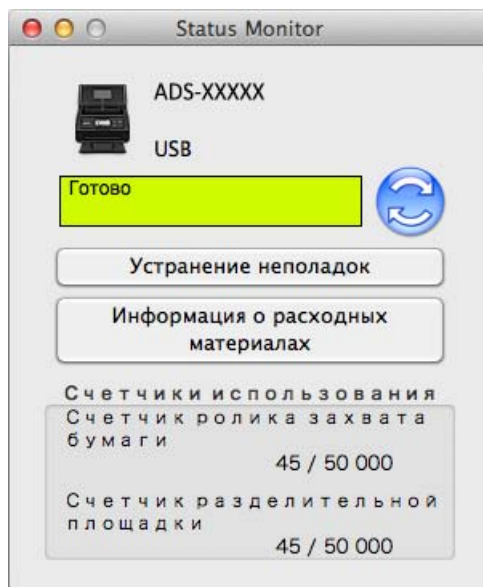 Status Monitor
ADS-XXXXX
USB
Готово
Устранение неполадок
Информация о расходных
материалах
Счетчики использования
Счетчик ролика захвата
бумаги
45 / 50 000
Счетчик разделительной
площадки
45 / 50 000